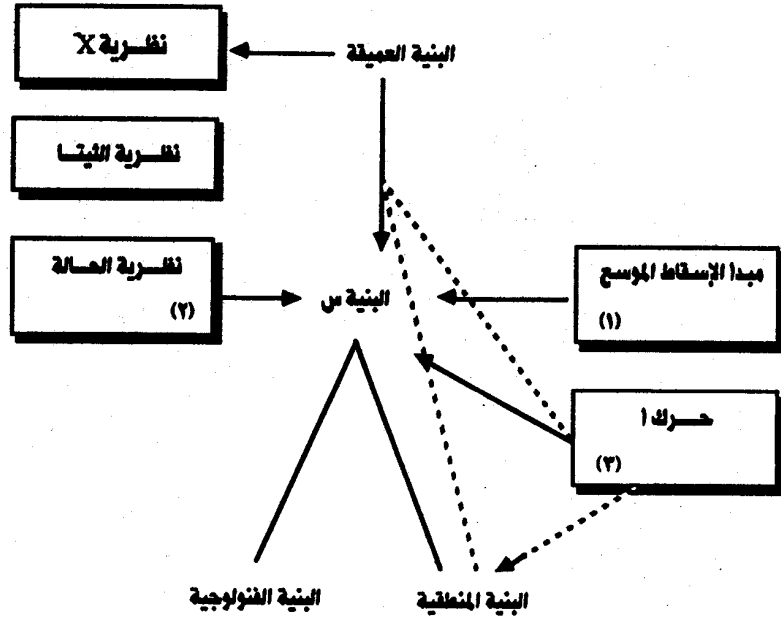 البنية العميقة
نظرية X
نظرية الثيتا
مبدأ الإسقاط الموسع
(١)
نظرية الحالة
(٢)
البنية س
حرك أ
(٣)
البنية المنطقية
البنية الفنولوجية